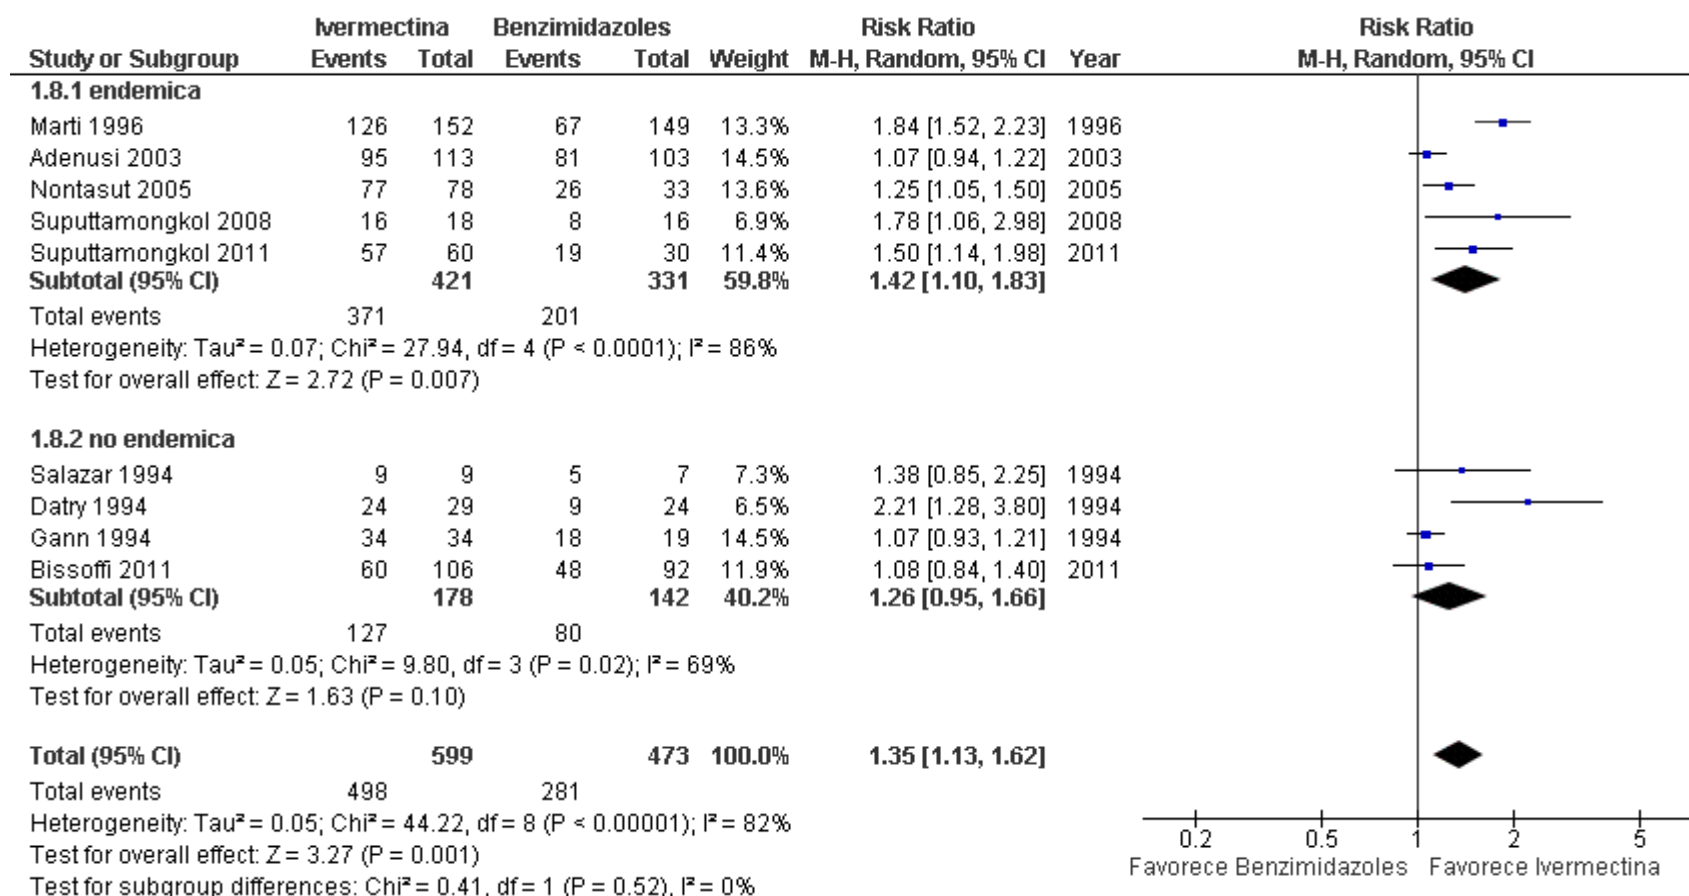 Ivermectina Benzimidazoles Risk Ratio Risk Ratio
Study or Subgroup Events Total Events Total Weight M-H, Random, 95% CI Year M-H, Random, 95% CI
1.8.1 endemica
Marti 1996 126 152 67 149 13.3% 1.84 [1.52, 2.23] 1996
Adenusi 2003 95 113 81 103 14.5% 1.07 [0.94, 1.22] 2003
Nontasut 2005 77 78 26 33 13.6% 1.25 [1.05, 1.50] 2005
Suputtamongkol 2008 16 18 8 16 6.9% 1.78 [1.06, 2.98] 2008
Suputtamongkol 2011 57 60 19 30 11.4% 1.50 [1.14, 1.98] 2011
Subtotal (95% CI) 421 331 59.8% 1.42 [1.10, 1.83]
Total events 371 201
Heterogeneity: Tau² = 0.07; Chi² = 27.94, df = 4 (P < 0.0001); I² = 86%
Test for overall effect: Z = 2.72 (P = 0.007)
1.8.2 no endemica
Salazar 1994 9 9 5 7 7.3% 1.38 [0.85, 2.25] 1994
Datry 1994 24 29 9 24 6.5% 2.21 [1.28, 3.80] 1994
Gann 1994 34 34 18 19 14.5% 1.07 [0.93, 1.21] 1994
Bissoffi 2011 60 106 48 92 11.9% 1.08 [0.84, 1.40] 2011
Subtotal (95% CI) 178 142 40.2% 1.26 [0.95, 1.66]
Total events 127 80
Heterogeneity: Tau² = 0.05; Chi² = 9.80, df = 3 (P = 0.02); I² = 69%
Test for overall effect: Z = 1.63 (P = 0.10)
Total (95% CI) 599 473 100.0% 1.35 [1.13, 1.62]
Total events 498 281
Heterogeneity: Tau² = 0.05; Chi² = 44.22, df = 8 (P < 0.00001); I² = 82%
Test for overall effect: Z = 3.27 (P = 0.001)
Test for subgroup differences: Chi² = 0.41, df = 1 (P = 0.52), I² = 0%
0.2 0.5 1 2 5
Favorece Benzimidazoles Favorece Ivermectina